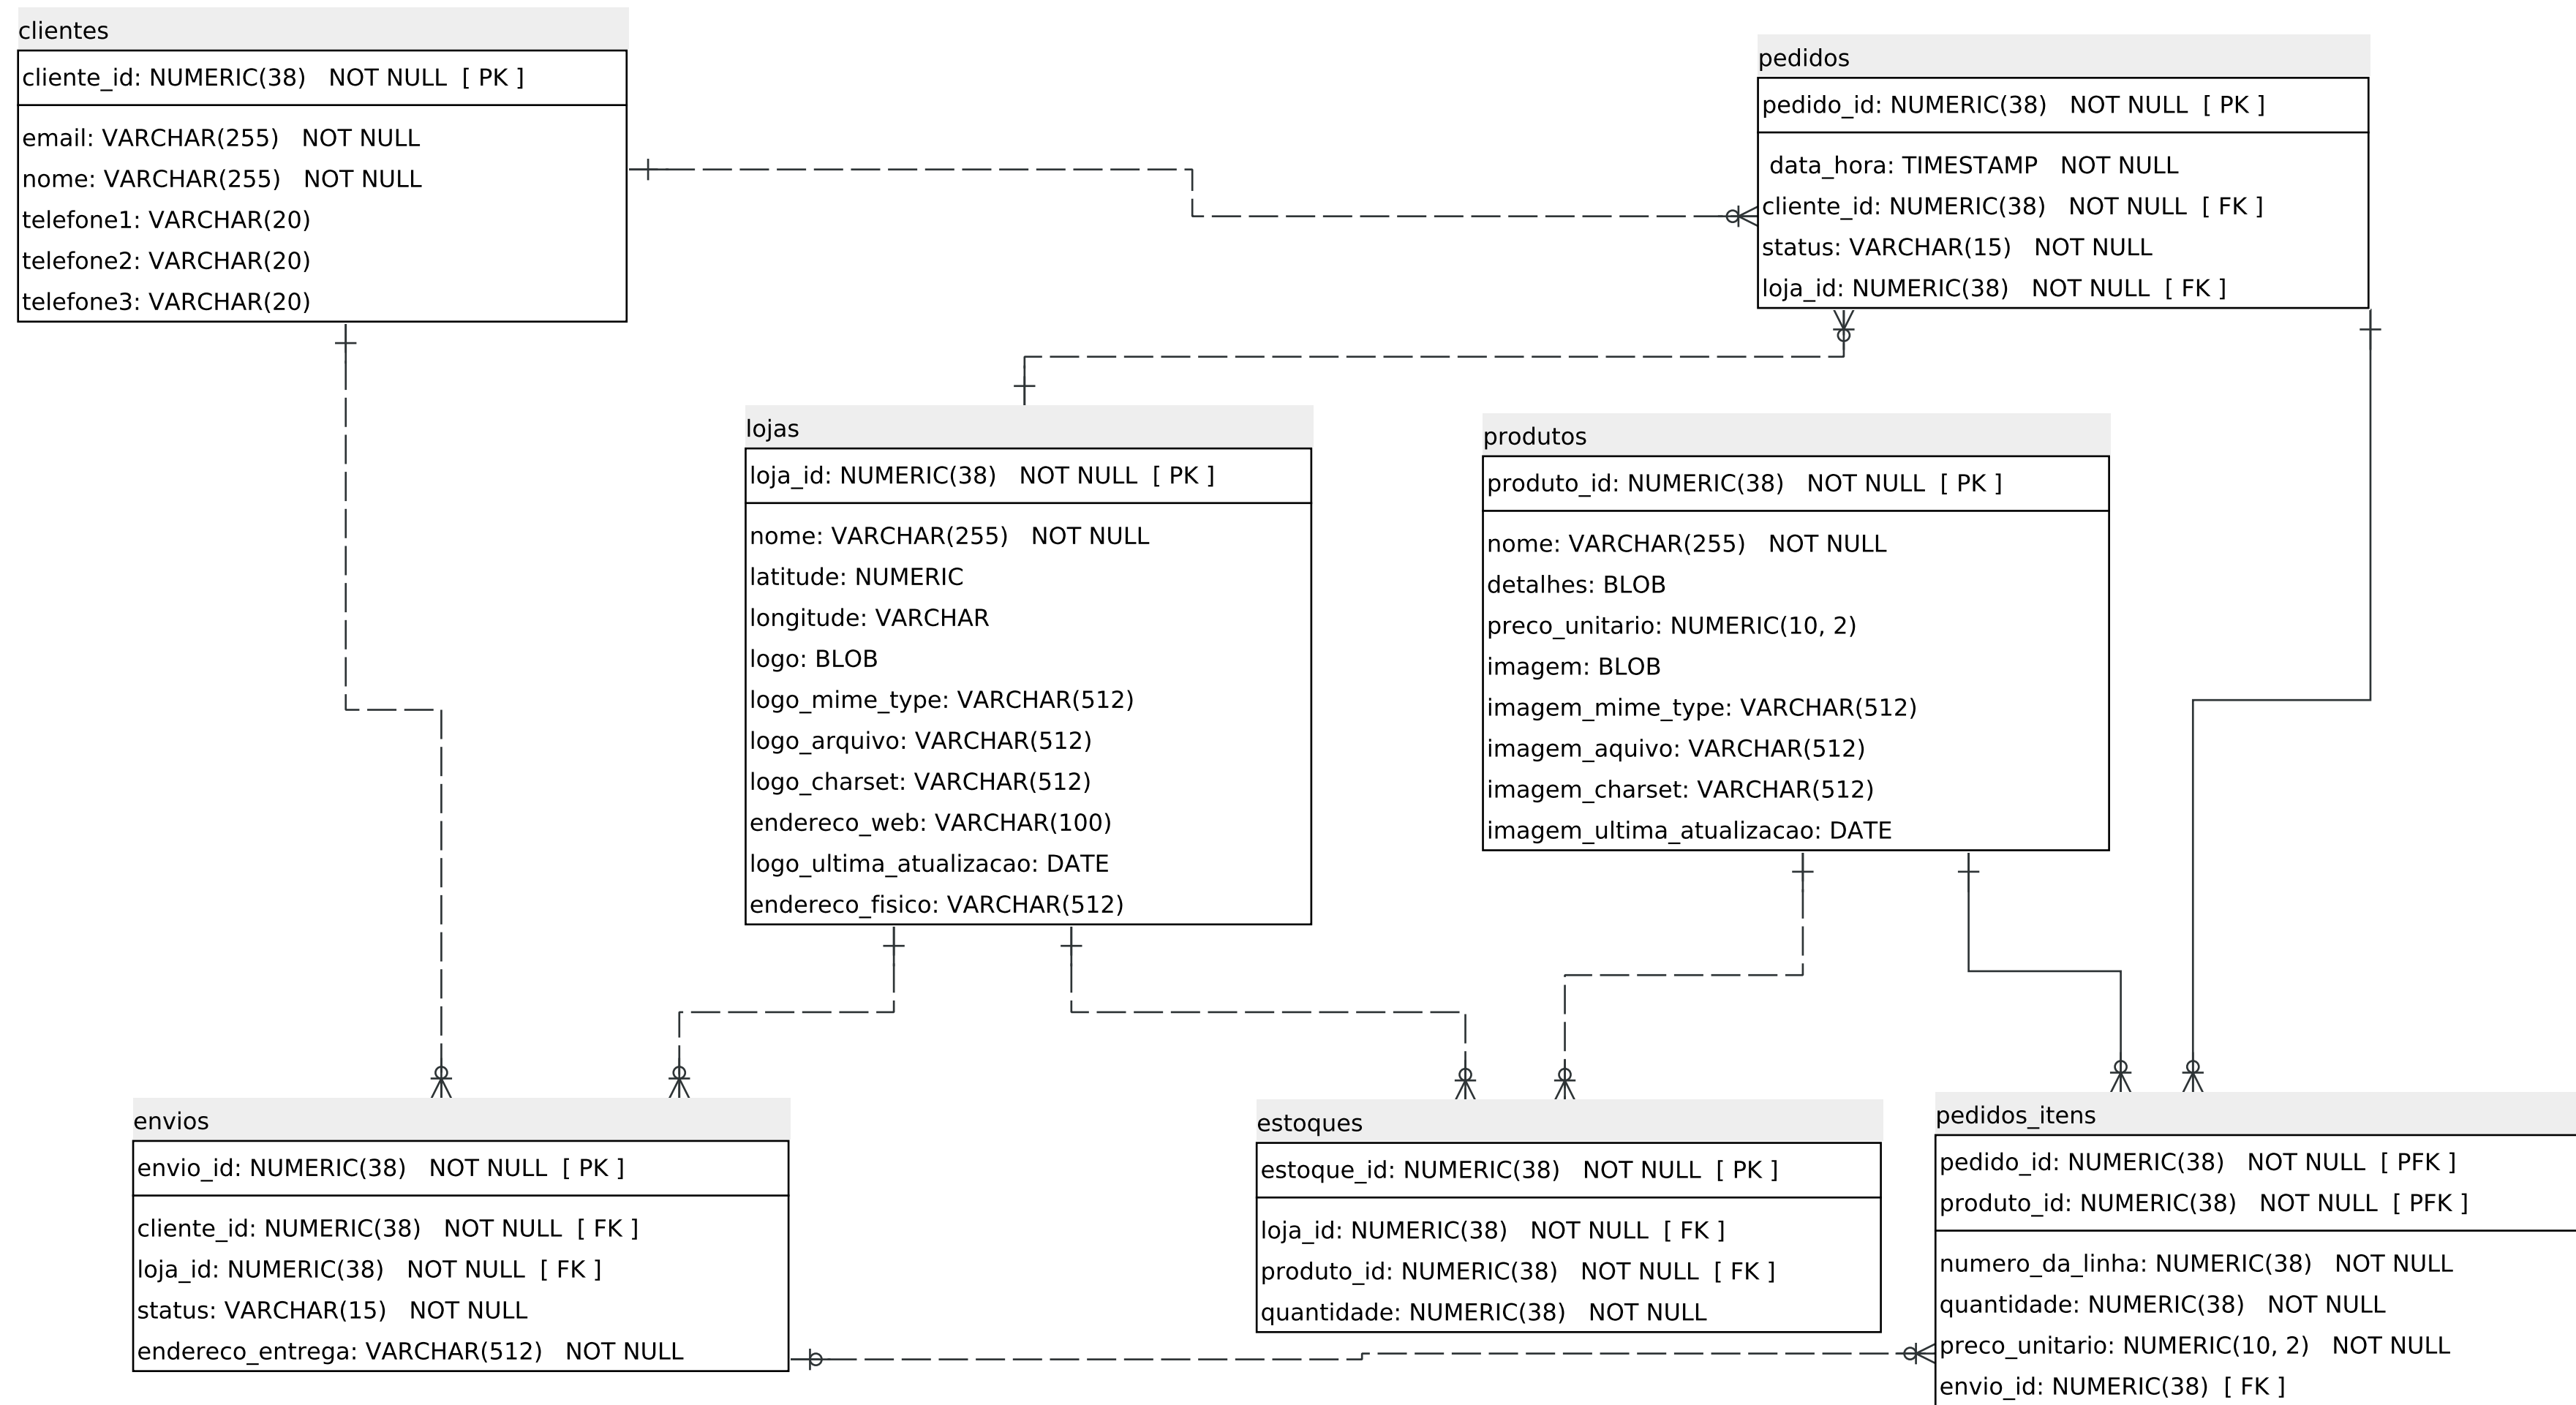 clientes
cliente_id: NUMERIC(38) NOT NULL [ PK ]
email: VARCHAR(255) NOT NULL
nome: VARCHAR(255) NOT NULL
telefone1: VARCHAR(20)
telefone2: VARCHAR(20)
telefone3: VARCHAR(20)
pedidos
pedido_id: NUMERIC(38) NOT NULL [ PK ]
data_hora: TIMESTAMP NOT NULL
cliente_id: NUMERIC(38) NOT NULL [ FK ]
status: VARCHAR(15) NOT NULL
loja_id: NUMERIC(38) NOT NULL [ FK ]
lojas
loja_id: NUMERIC(38) NOT NULL [ PK ]
nome: VARCHAR(255) NOT NULL
latitude: NUMERIC
longitude: VARCHAR
logo: BLOB
logo_mime_type: VARCHAR(512)
logo_arquivo: VARCHAR(512)
logo_charset: VARCHAR(512)
endereco_web: VARCHAR(100)
logo_ultima_atualizacao: DATE
endereco_fisico: VARCHAR(512)
produtos
produto_id: NUMERIC(38) NOT NULL [ PK ]
nome: VARCHAR(255) NOT NULL
detalhes: BLOB
preco_unitario: NUMERIC(10, 2)
imagem: BLOB
imagem_mime_type: VARCHAR(512)
imagem_aquivo: VARCHAR(512)
imagem_charset: VARCHAR(512)
imagem_ultima_atualizacao: DATE
envios
envio_id: NUMERIC(38) NOT NULL [ PK ]
cliente_id: NUMERIC(38) NOT NULL [ FK ]
loja_id: NUMERIC(38) NOT NULL [ FK ]
status: VARCHAR(15) NOT NULL
endereco_entrega: VARCHAR(512) NOT NULL
estoques
estoque_id: NUMERIC(38) NOT NULL [ PK ]
loja_id: NUMERIC(38) NOT NULL [ FK ]
produto_id: NUMERIC(38) NOT NULL [ FK ]
quantidade: NUMERIC(38) NOT NULL
pedidos_itens
pedido_id: NUMERIC(38) NOT NULL [ PFK ]
produto_id: NUMERIC(38) NOT NULL [ PFK ]
numero_da_linha: NUMERIC(38) NOT NULL
quantidade: NUMERIC(38) NOT NULL
preco_unitario: NUMERIC(10, 2) NOT NULL
envio_id: NUMERIC(38) [ FK ]